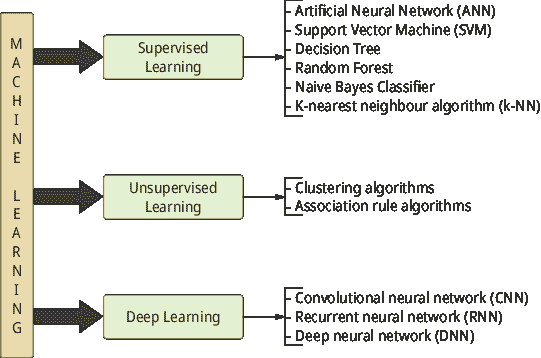 MACHINE LEARNING
Supervised
Learning
- Artificial Neural Network (ANN)
- Support Vector Machine (SVM)
- Decision Tree
- Random Forest
- Naive Bayes Classifier
- K-nearest neighbour algorithm (k-NN)
Unsupervised
Learning
- Clustering algorithms
- Association rule algorithms
Deep Learning
- Convolutional neural network (CNN)
- Recurrent neural network (RNN)
- Deep neural network (DNN)